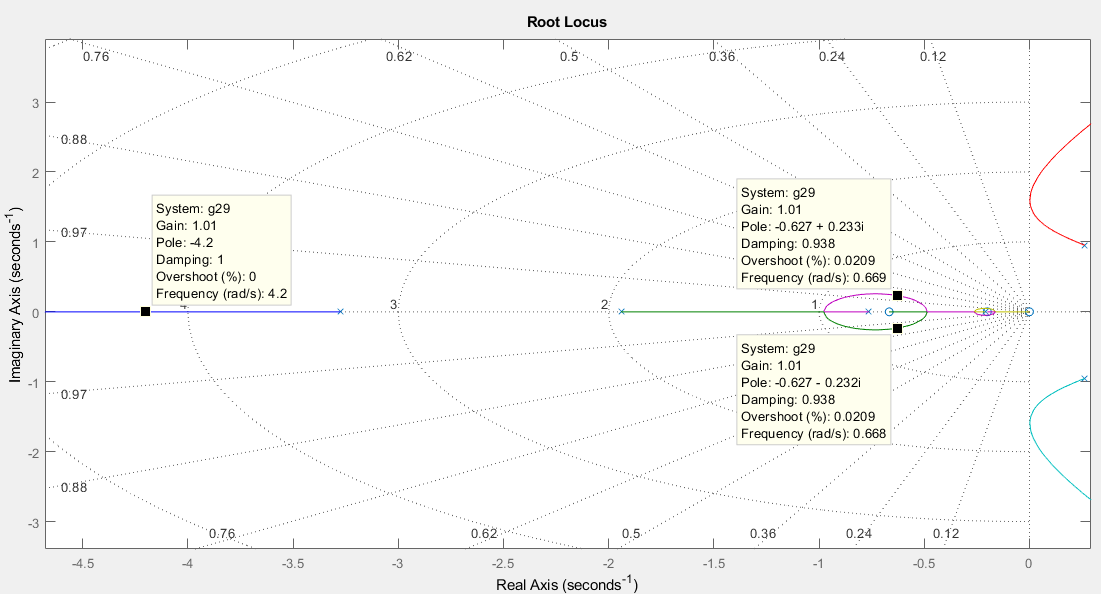 Root Locus
0.76
0.62
0.5
0.36
0.24
0.12
3
2
1
0
-1
-2
-3
0.88
0.97
0.97
0.88
4
3
2
1
System: g29
Gain: 1.01
Pole: -4.2
Damping: 1
Overshoot (%): 0
Frequency (rad/s): 4.2
System: g29
Gain: 1.01
Pole: -0.627 + 0.233i
Damping: 0.938
Overshoot (%): 0.0209
Frequency (rad/s): 0.669
System: g29
Gain: 1.01
Pole: -0.627 - 0.232i
Damping: 0.938
Overshoot (%): 0.0209
Frequency (rad/s): 0.668
0.76
0.62
0.5
0.36
0.24
0.12
-4.5
-4
-3.5
-3
-2.5
-2
-1.5
-1
-0.5
0
Real Axis (seconds⁻¹)
Imaginary Axis (seconds⁻¹)